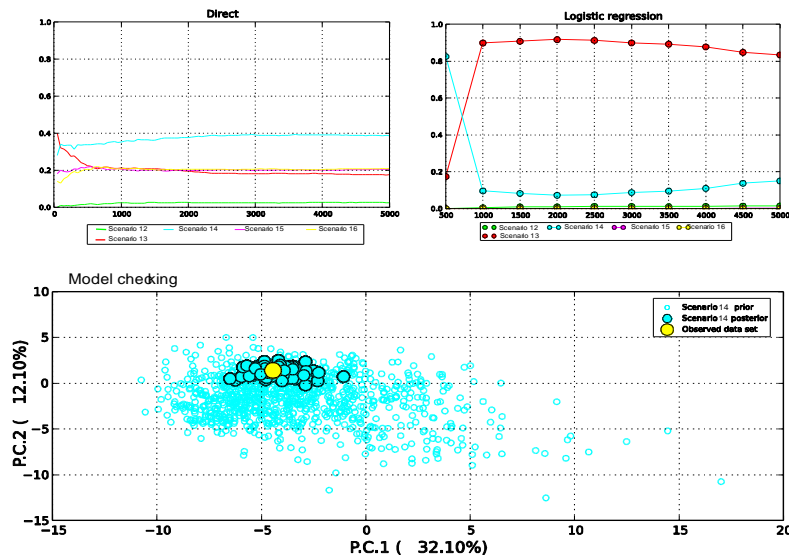 Direct
1.0
0.8
0.6
0.4
0.2
0.0
0 1000 2000 3000 4000 5000
Scenario 12 Scenario 14 Scenario 15 Scenario 16
Scenario 13
Logistic regression
1.0
0.8
0.6
0.4
0.2
0.0
500 1000 1500 2000 2500 3000 3500 4000 4500 5000
Scenario 12 Scenario 14 Scenario 15 Scenario 16
Scenario 13
Model checking
10
5
0
−5
−10
−15
−15 −10 −5 0 5 10 15 20
P.C.2 ( 12.10%)
P.C.1 ( 32.10%)
Scenario 14 prior
Scenario 14 posterior
Observed data set